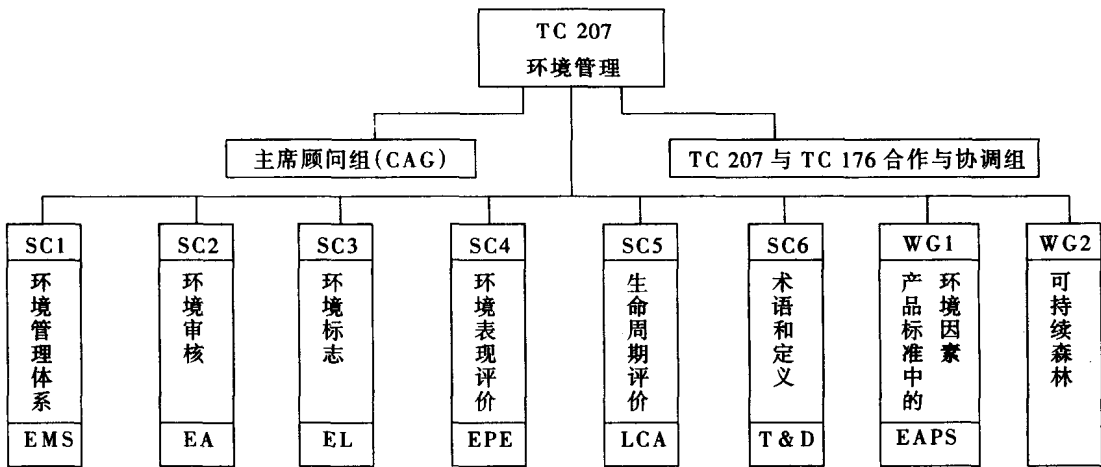 TC 207
环境管理
主席顾问组(CAG)
TC 207 与 TC 176 合作与协调组
SC1
环境管理体系
EMS
SC2
环境审核
EA
SC3
环境标志
EL
SC4
环境表现评价
EPE
SC5
生命周期评价
LCA
SC6
术语和定义
T & D
WG1
产品标准中的
环境因素
EAPS
WG2
可持续森林